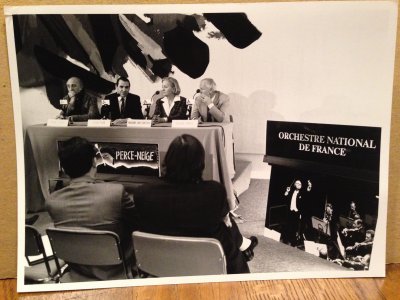 PERCE-NEIGE
ORCHESTRE NATIONAL
DE FRANCE